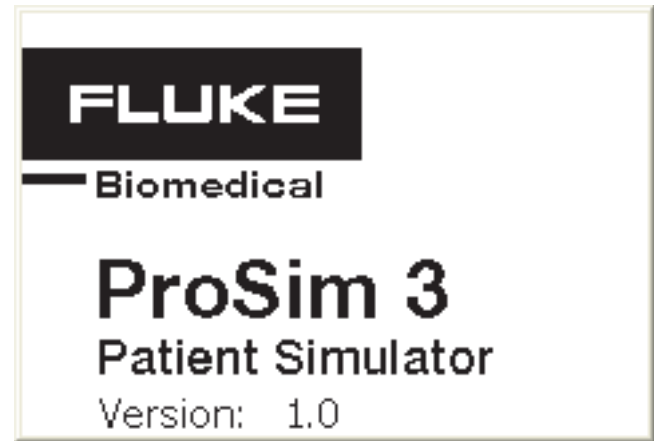 FLUKE
Biomedical
ProSim 3
Patient Simulator
Version: 1.0